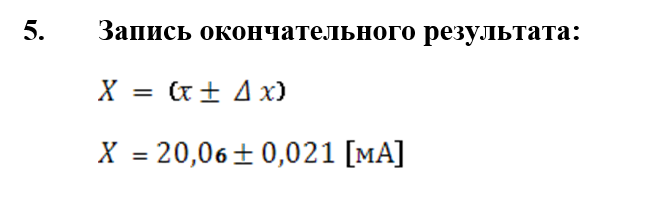 5. Запись окончательного результата:
X = (x ± Δ x)
X = 20,06 ± 0,021 [мА]